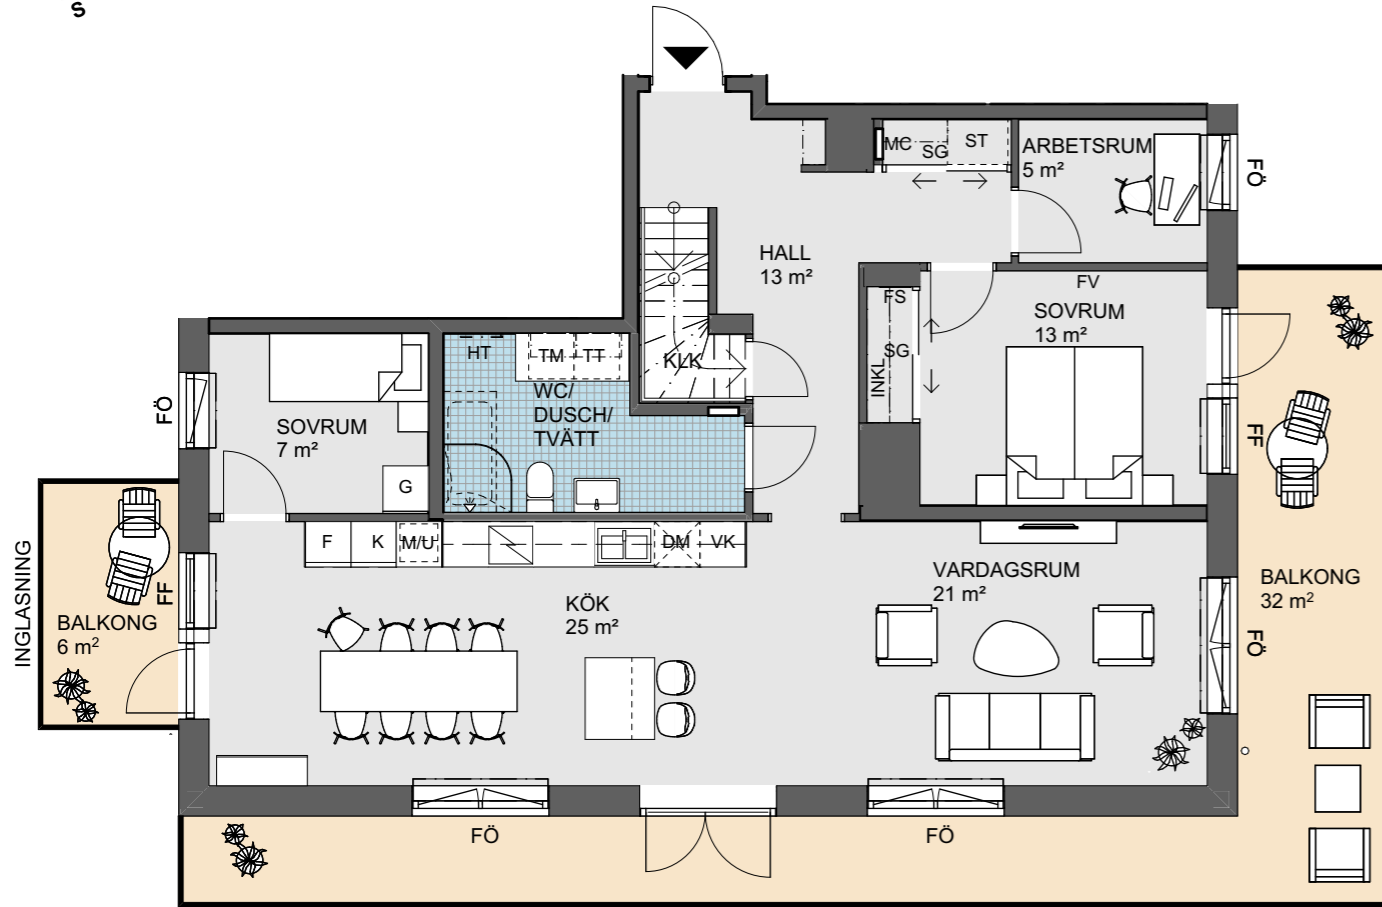 S
MC
SG
ST
ARBETSRUM
5 m²
FÖ
HALL
13 m²
FV
SOVRUM
13 m²
FS
SG
INKL
HT
TM
TT
KLK
WC/
DUSCH/
TVÄTT
FÖ
SOVRUM
7 m²
G
FF
F
K
M/U
DM
VK
INGLASNING
FF
BALKONG
6 m²
KÖK
25 m²
VARDAGSRUM
21 m²
BALKONG
32 m²
FÖ
FÖ
FÖ